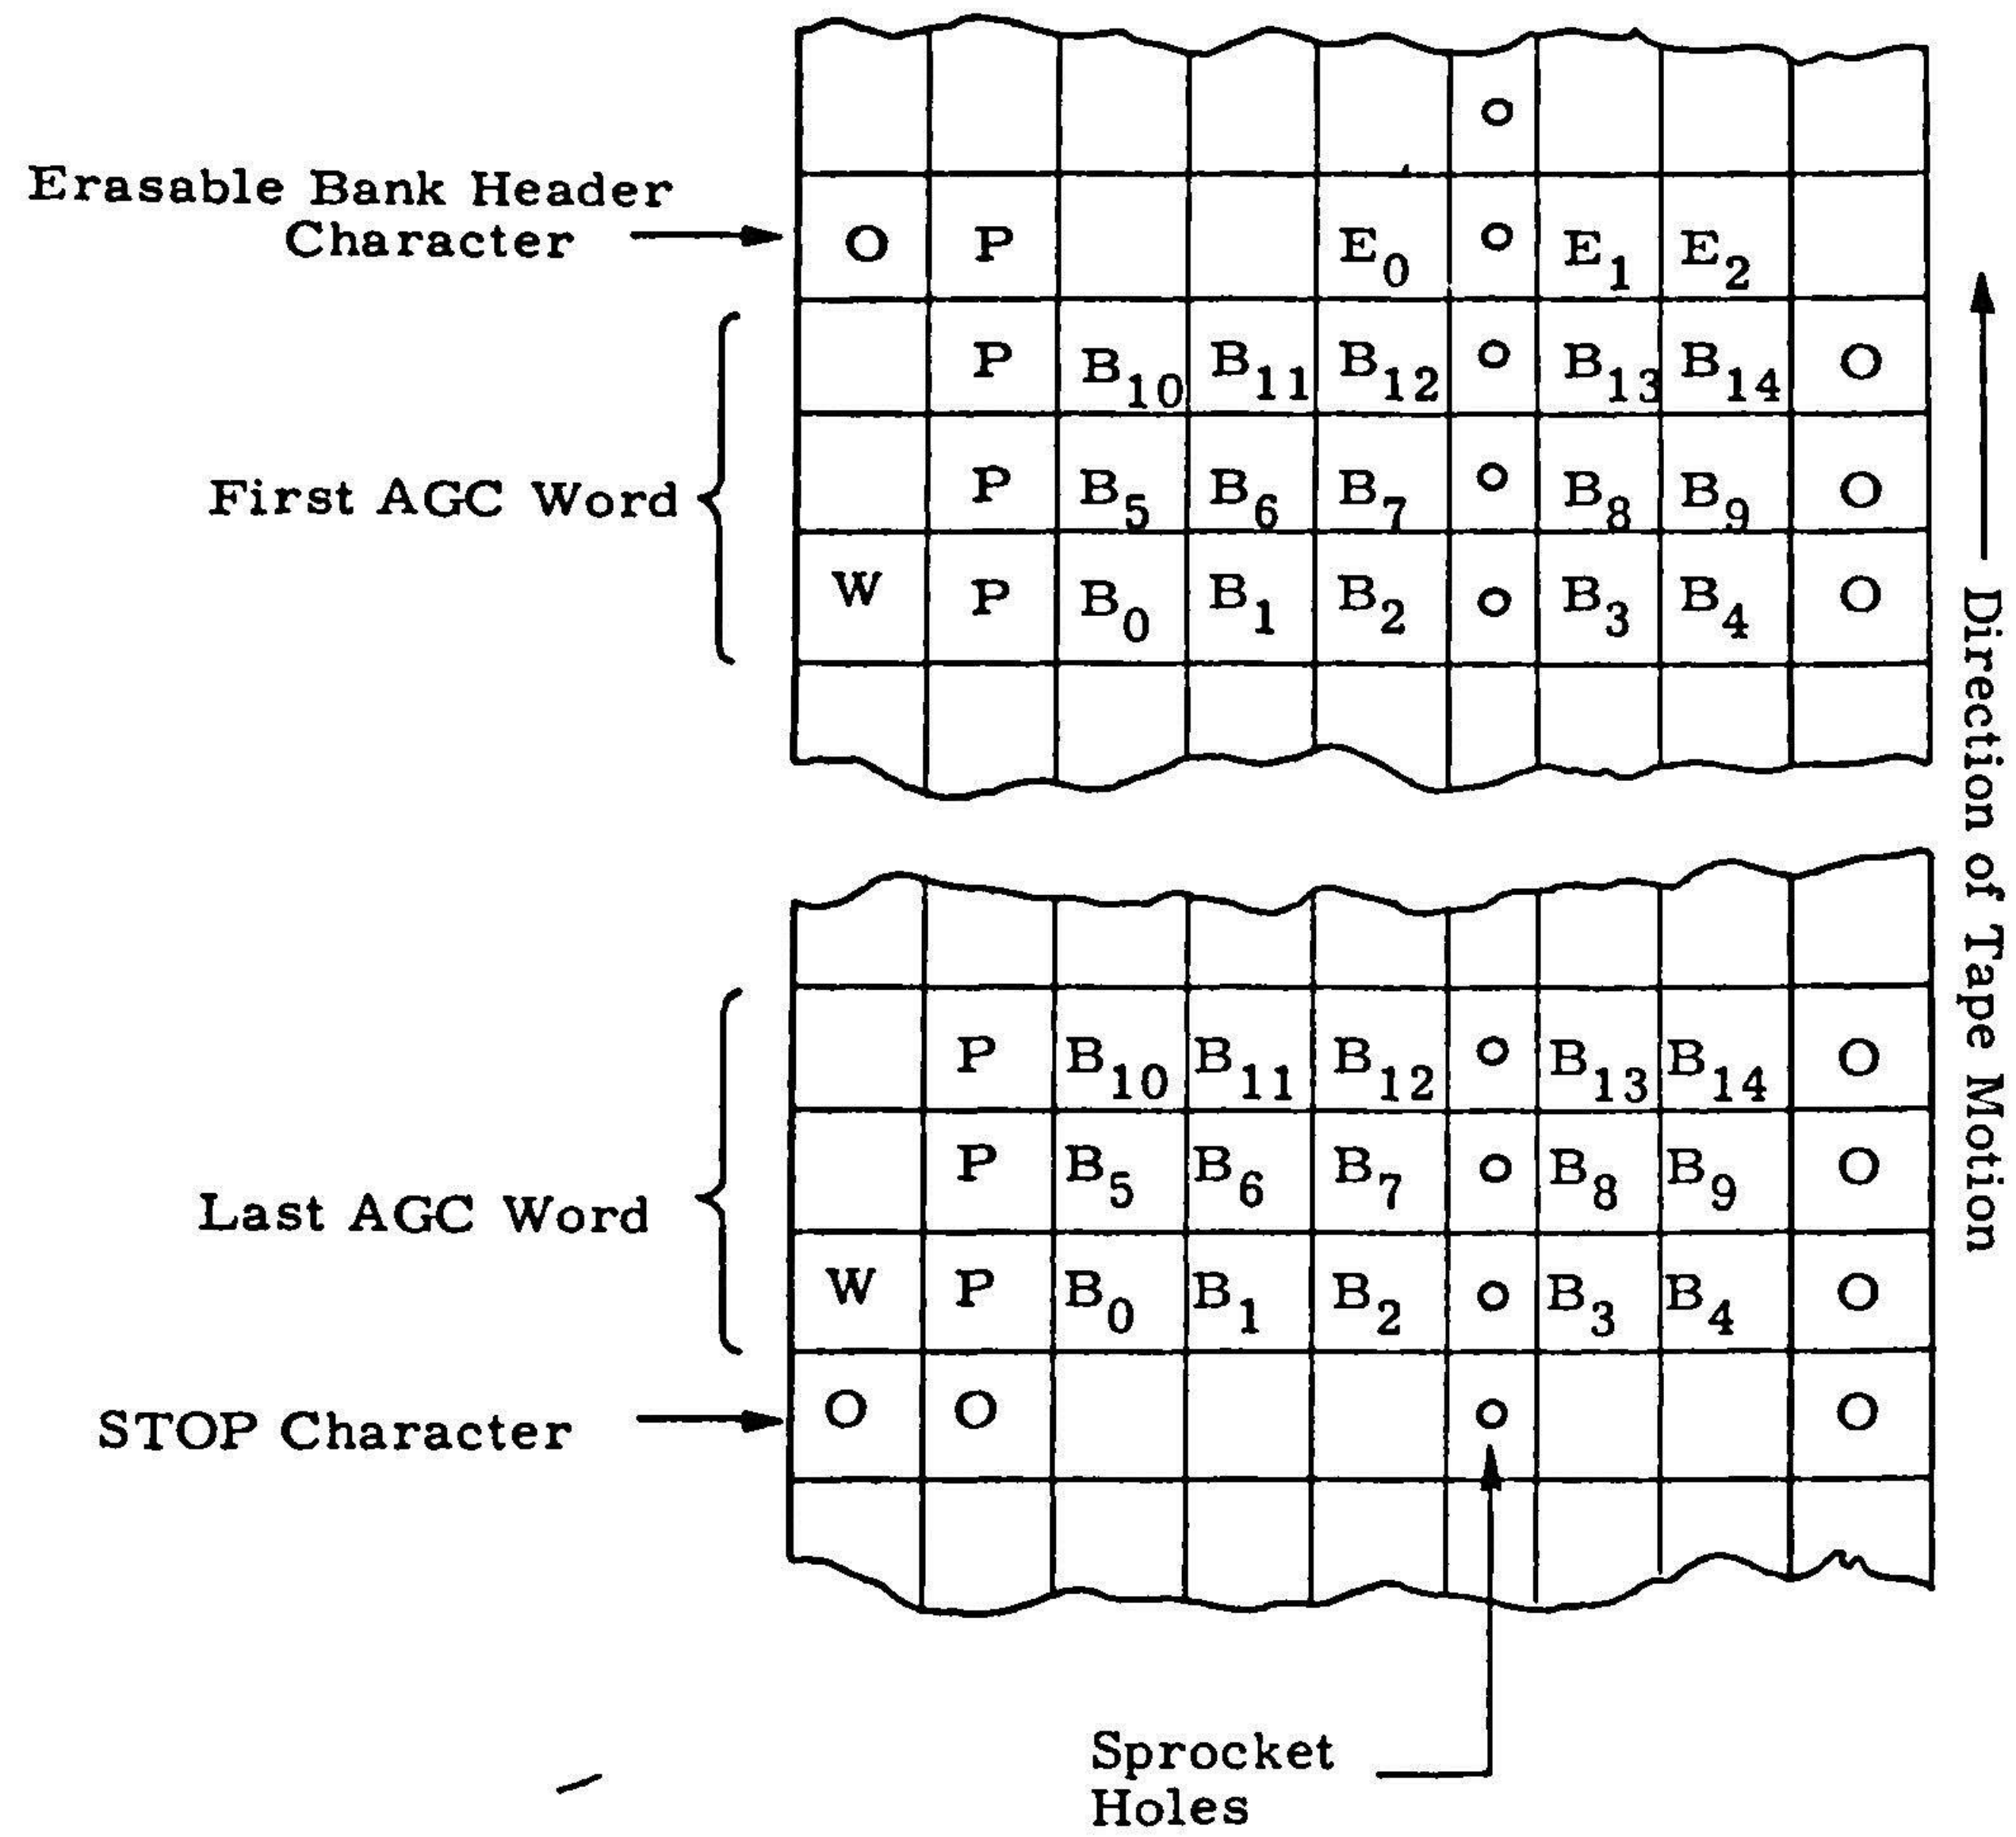 Erasable Bank Header
Character
O P E₀ O E₁ E₂
First AGC Word
P B₁₀ B₁₁ B₁₂ O B₁₃ B₁₄ O
P B₅ B₆ B₇ O B₈ B₉ O
W P B₀ B₁ B₂ O B₃ B₄ O
Direction of Tape Motion
Last AGC Word
P B₁₀ B₁₁ B₁₂ O B₁₃ B₁₄ O
P B₅ B₆ B₇ O B₈ B₉ O
W P B₀ B₁ B₂ O B₃ B₄ O
STOP Character
O O O O
Sprocket
Holes